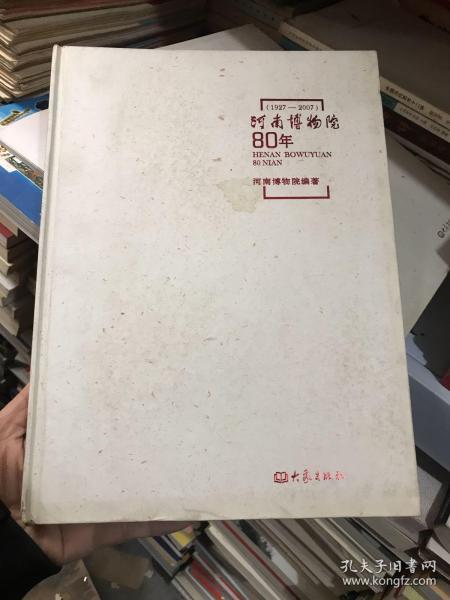 （1927—2007）
河南博物院
80年
HENAN BOWUYUAN
80 NIAN
河南博物院编著
大象出版社
孔夫子旧书网
www.kongfz.com